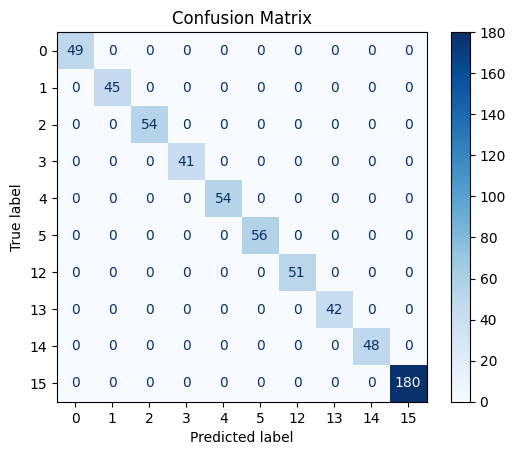 Confusion Matrix
0 49 0 0 0 0 0 0 0 0 0
1 0 45 0 0 0 0 0 0 0 0
2 0 0 54 0 0 0 0 0 0 0
3 0 0 0 41 0 0 0 0 0 0
4 0 0 0 0 54 0 0 0 0 0
5 0 0 0 0 0 56 0 0 0 0
12 0 0 0 0 0 0 51 0 0 0
13 0 0 0 0 0 0 0 42 0 0
14 0 0 0 0 0 0 0 0 48 0
15 0 0 0 0 0 0 0 0 0 180
0 1 2 3 4 5 12 13 14 15
Predicted label
True label
180
160
140
120
100
80
60
40
20
0